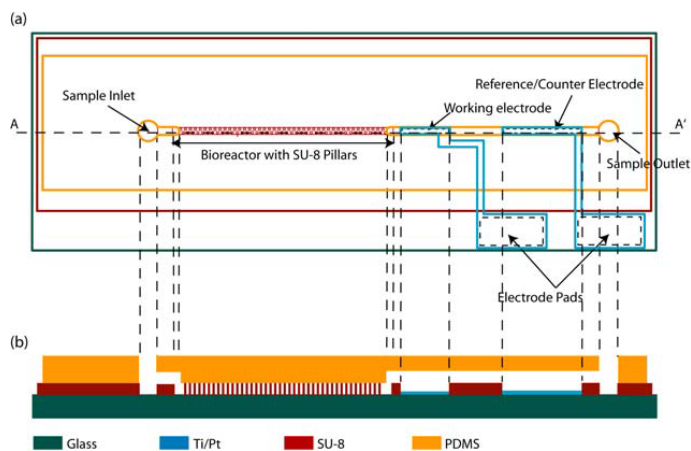 (a)
Sample Inlet
Reference/Counter Electrode
Working electrode
A
A'
Bioreactor with SU-8 Pillars
Sample Outlet
Electrode Pads
(b)
Glass
Ti/Pt
SU-8
PDMS